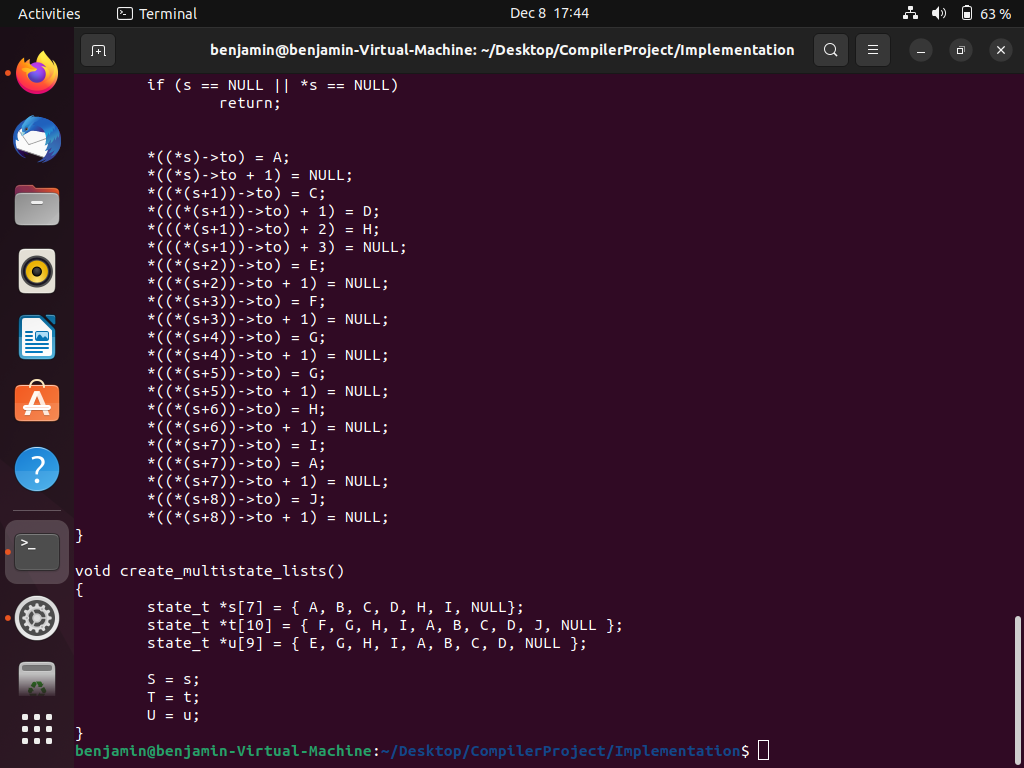 Activities Terminal Dec 8 17:44 63 %
benjamin@benjamin-Virtual-Machine: ~/Desktop/CompilerProject/Implementation
        if (s == NULL || *s == NULL)
                return;


        *((*s)->to) = A;
        *((*s)->to + 1) = NULL;
        *((*(s+1))->to) = C;
        *(((*(s+1))->to) + 1) = D;
        *(((*(s+1))->to) + 2) = H;
        *(((*(s+1))->to) + 3) = NULL;
        *((*(s+2))->to) = E;
        *((*(s+2))->to + 1) = NULL;
        *((*(s+3))->to) = F;
        *((*(s+3))->to + 1) = NULL;
        *((*(s+4))->to) = G;
        *((*(s+4))->to + 1) = NULL;
        *((*(s+5))->to) = G;
        *((*(s+5))->to + 1) = NULL;
        *((*(s+6))->to) = H;
        *((*(s+6))->to + 1) = NULL;
        *((*(s+7))->to) = I;
        *((*(s+7))->to) = A;
        *((*(s+7))->to + 1) = NULL;
        *((*(s+8))->to) = J;
        *((*(s+8))->to + 1) = NULL;
}

void create_multistate_lists()
{
        state_t *s[7] = { A, B, C, D, H, I, NULL};
        state_t *t[10] = { F, G, H, I, A, B, C, D, J, NULL };
        state_t *u[9] = { E, G, H, I, A, B, C, D, NULL };

        S = s;
        T = t;
        U = u;
}
benjamin@benjamin-Virtual-Machine:~/Desktop/CompilerProject/Implementation$